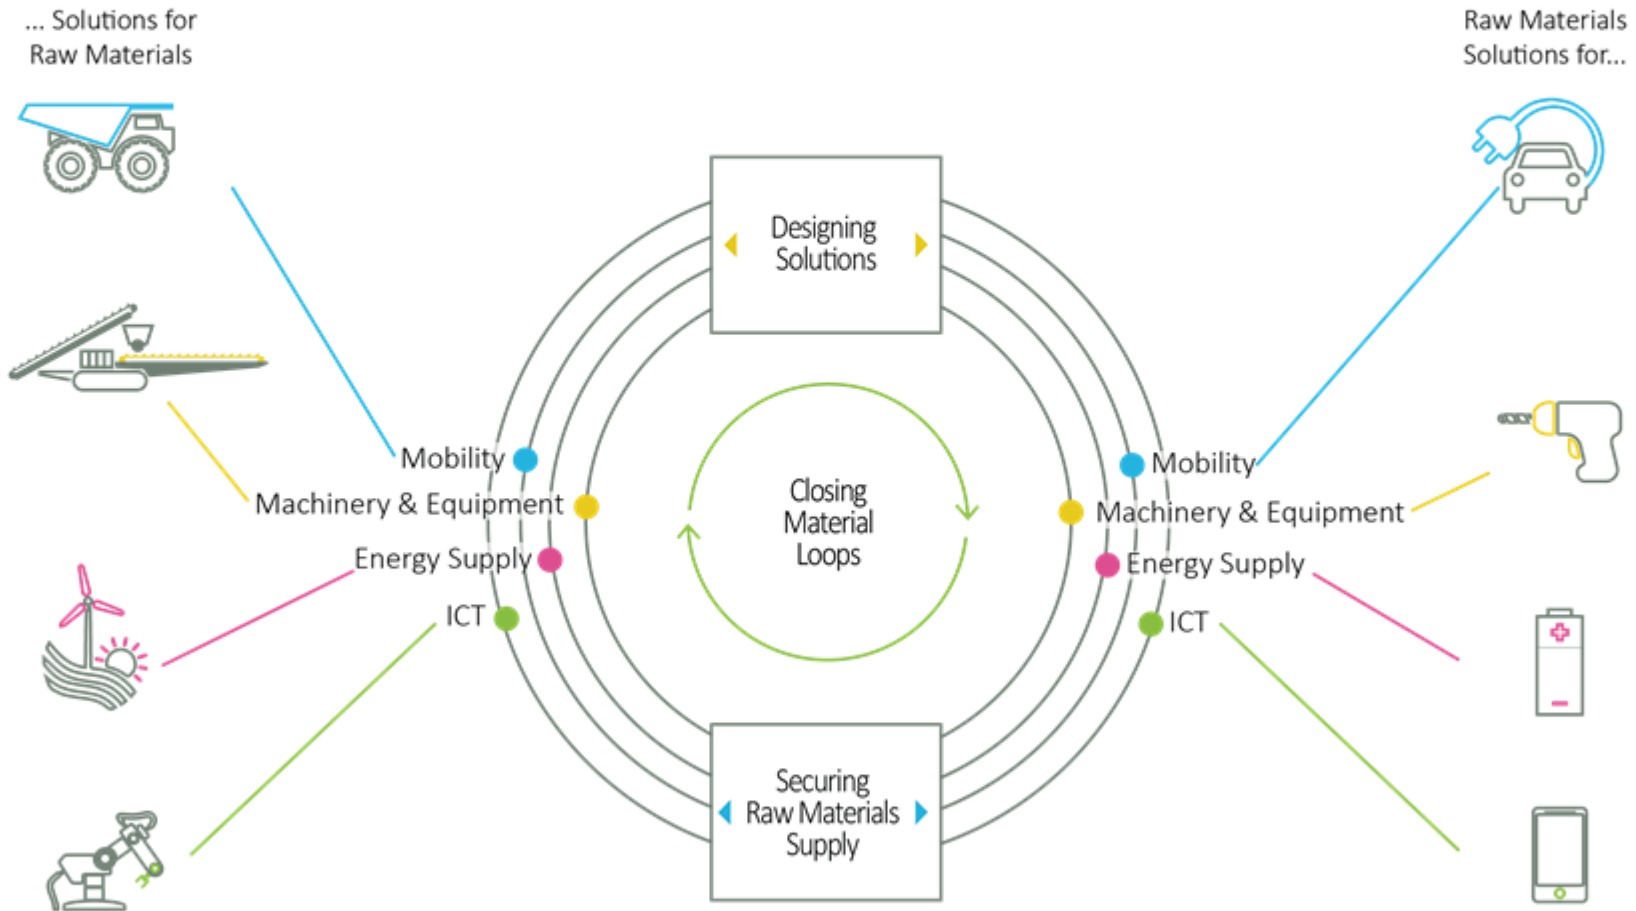 ... Solutions for
Raw Materials
Raw Materials
Solutions for...
Designing
Solutions
Mobility
Machinery & Equipment
Energy Supply
ICT
Closing
Material
Loops
Mobility
Machinery & Equipment
Energy Supply
ICT
Securing
Raw Materials
Supply